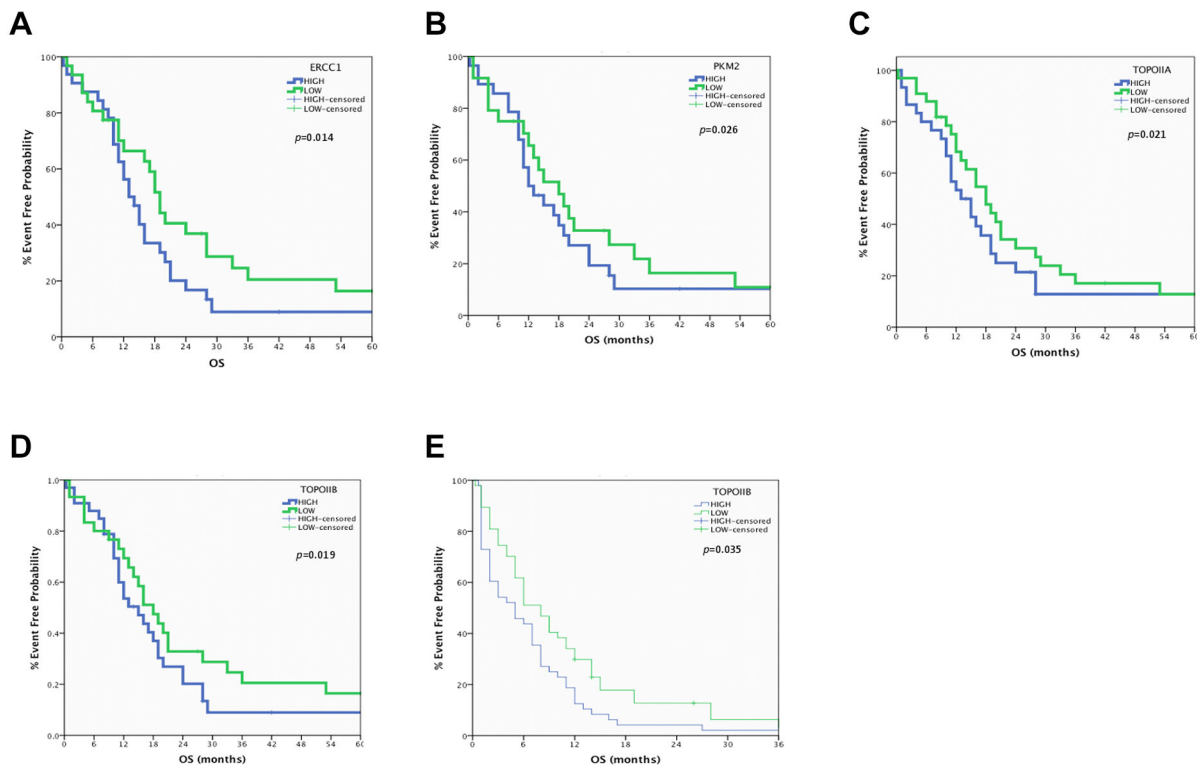 A
ERCC1
HIGH
LOW
HIGH-censored
LOW-censored
p=0.014
% Event Free Probability
100
80
60
40
20
0
0 6 12 18 24 30 36 42 48 54 60
OS
B
PKM2
HIGH
LOW
HIGH-censored
LOW-censored
p=0.026
% Event Free Probability
100
80
60
40
20
0
0 6 12 18 24 30 36 42 48 54 60
OS (months)
C
TOPOIIA
HIGH
LOW
HIGH-censored
LOW-censored
p=0.021
% Event Free Probability
100
80
60
40
20
0
0 6 12 18 24 30 36 42 48 54 60
OS (months)
D
TOPOIIB
HIGH
LOW
HIGH-censored
LOW-censored
p=0.019
% Event Free Probability
1.0
0.8
0.6
0.4
0.2
0.0
0 6 12 18 24 30 36 42 48 54 60
OS (months)
E
TOPOIIB
HIGH
LOW
HIGH-censored
LOW-censored
p=0.035
% Event Free Probability
100
80
60
40
20
0
0 6 12 24 30 36
OS (months)